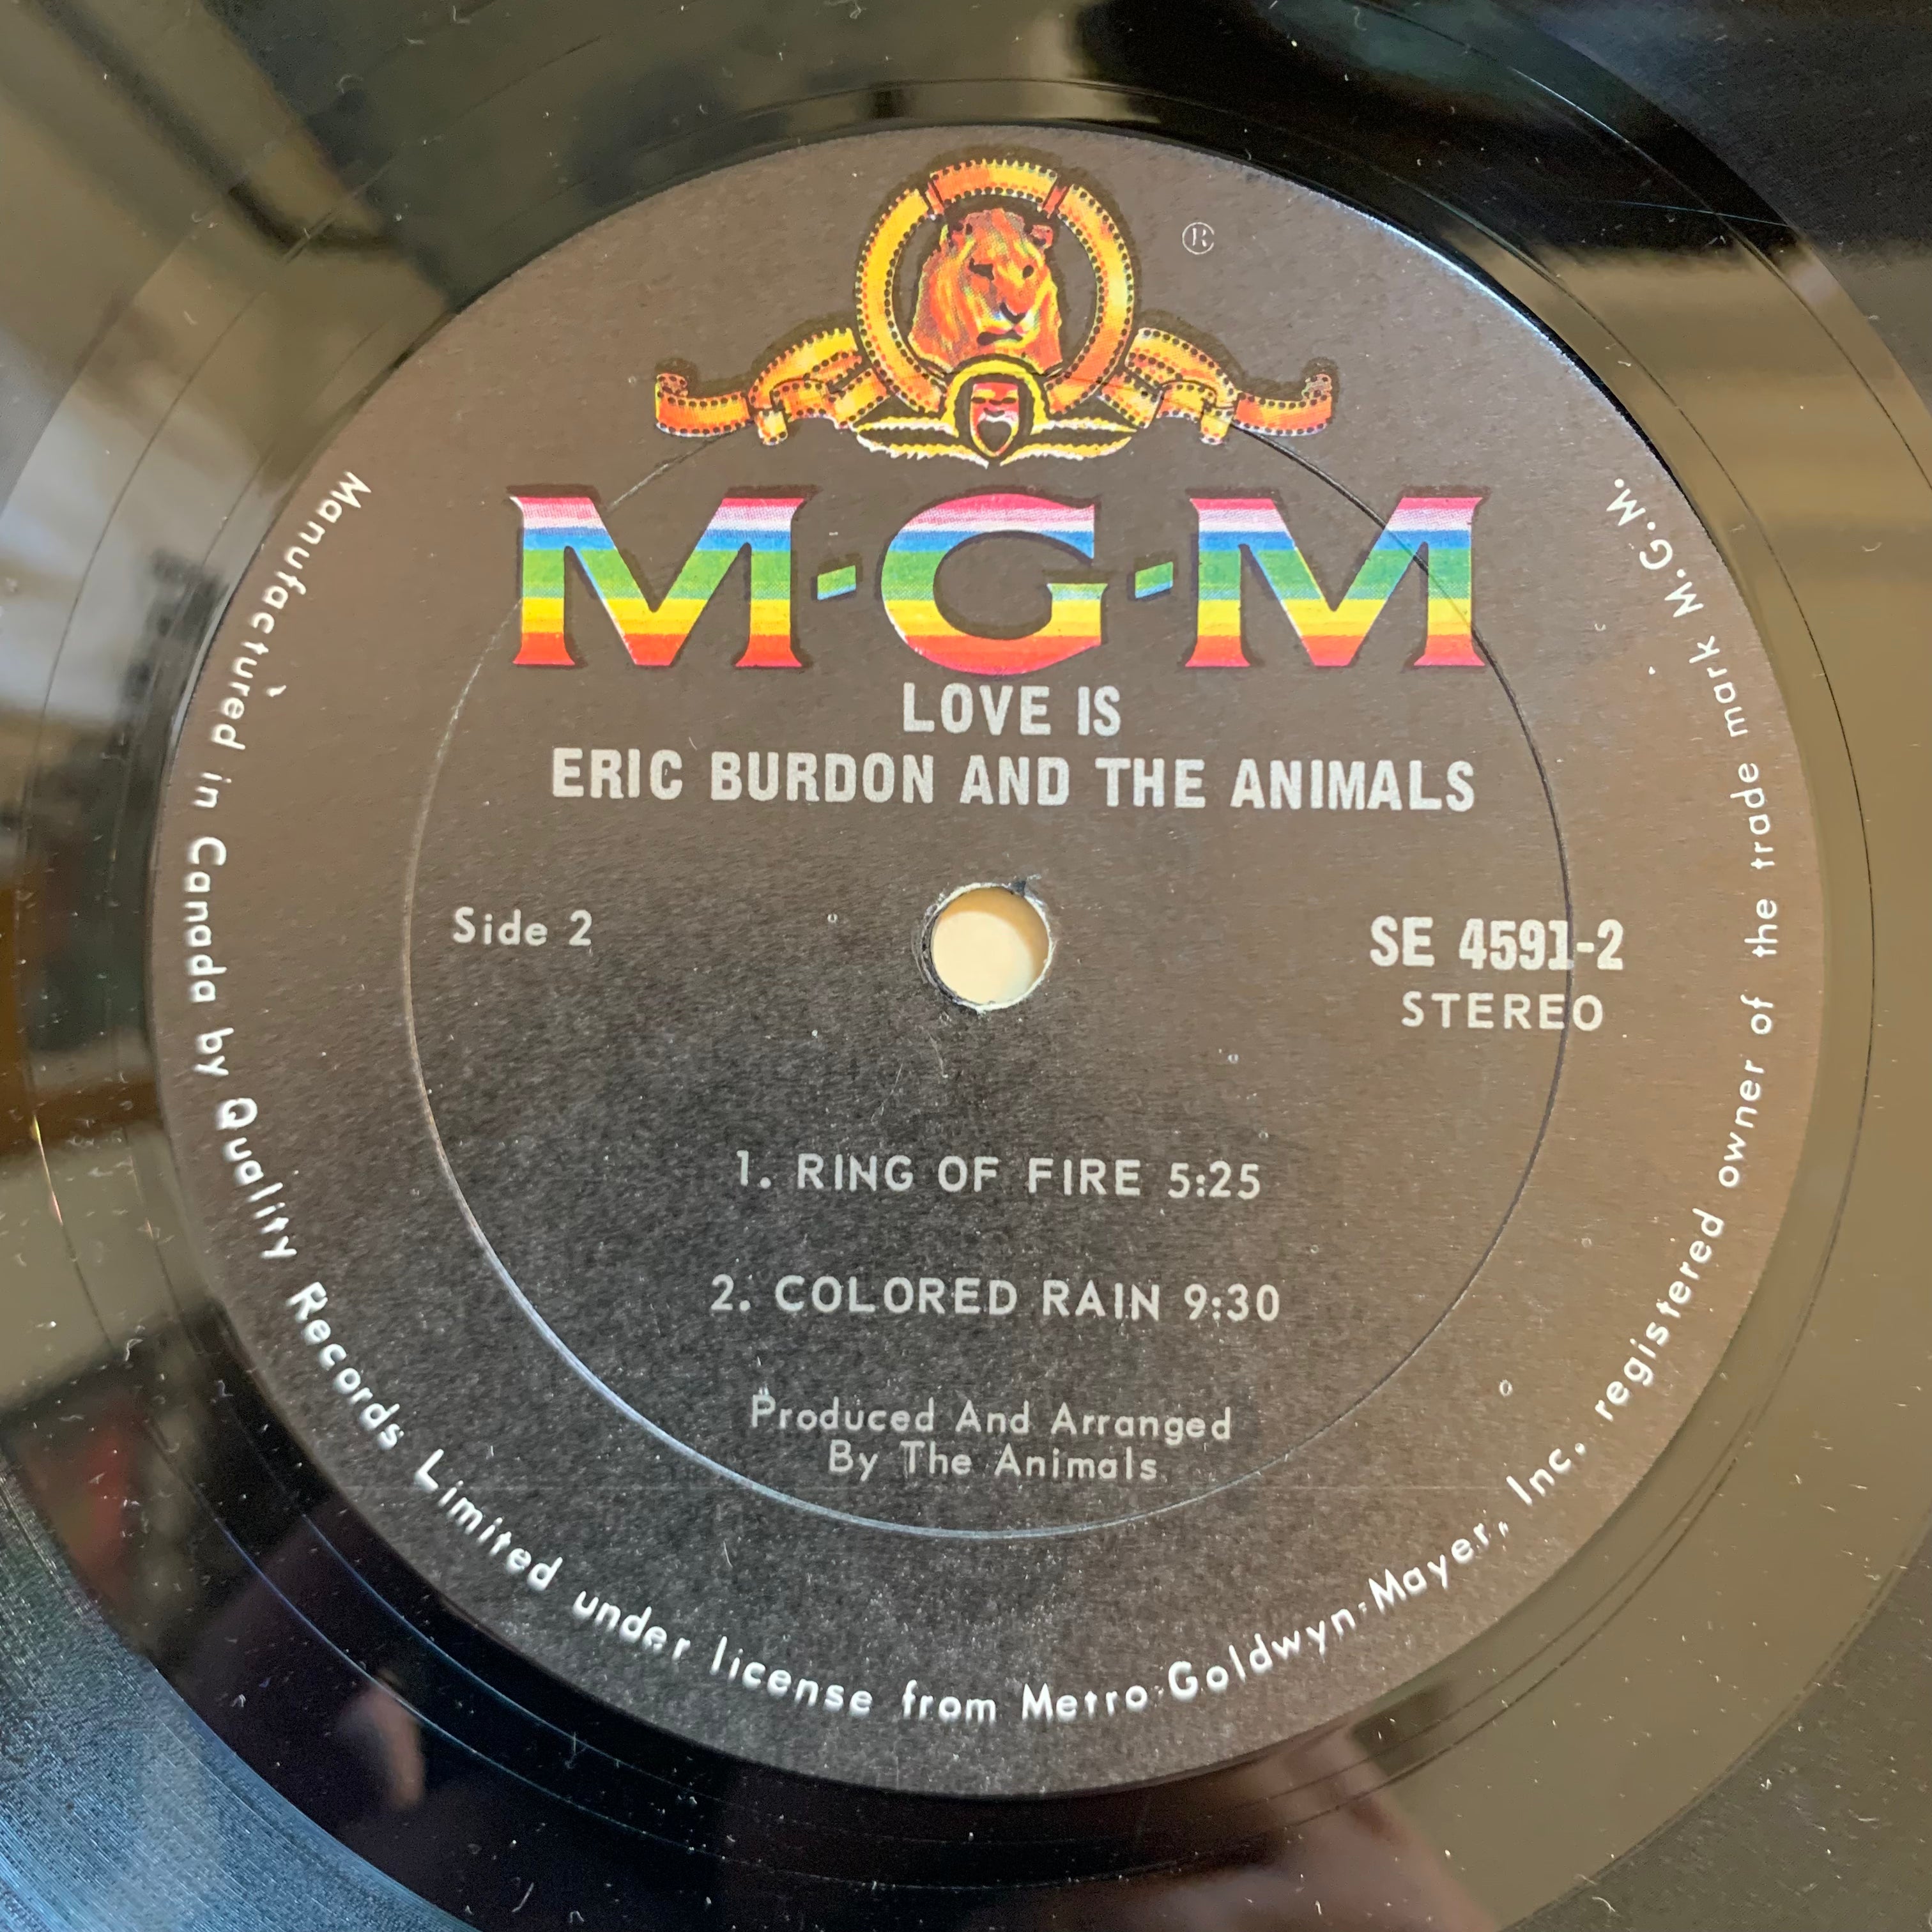 ®
M-G-M
LOVE IS
ERIC BURDON AND THE ANIMALS
Side 2
SE 4591-2
STEREO
1. RING OF FIRE 5:25
2. COLORED RAIN 9:30
Produced And Arranged
By The Animals
Manufactured in Canada by Quality Records Limited under license from Metro-Goldwyn-Mayer, Inc. registered owner of the trade mark M.G.M.